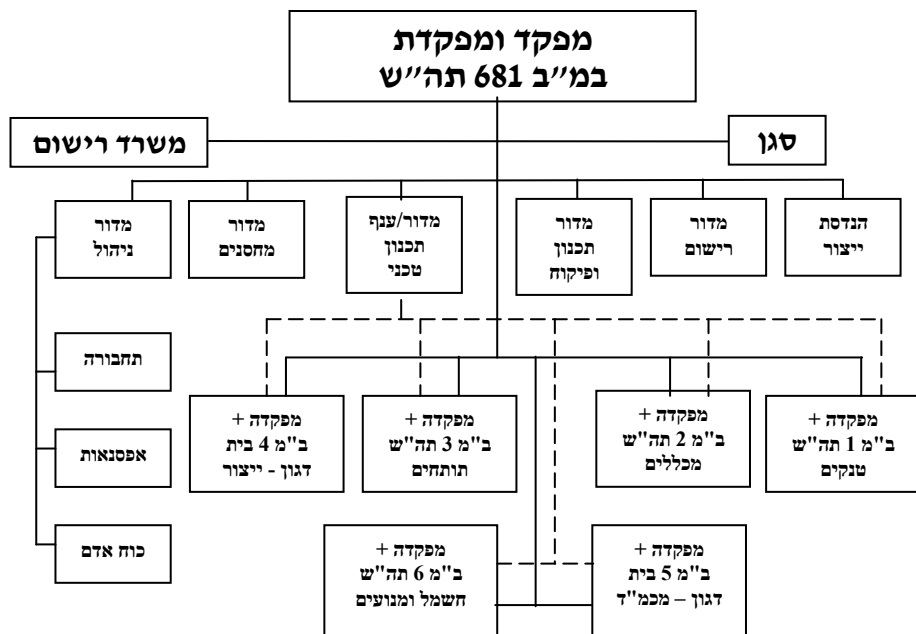 מפקד ומפקדת
במ״ב 681 תה״ש
סגן
משרד רישום
הנדסת
ייצור
מדור
רישום
מדור
תכנון
ופיקוח
מדור/ענף
תכנון
טכני
מדור
מחסנים
מדור
ניהול
תחבורה
אפסנאות
כוח אדם
מפקדה +
ב"מ 1 תה"ש
טנקים
מפקדה +
ב"מ 2 תה"ש
מכללים
מפקדה +
ב"מ 3 תה"ש
תותחים
מפקדה +
ב"מ 4 בית
דגון - ייצור
מפקדה +
ב"מ 5 בית
דגון – מכמ"ד
מפקדה +
ב"מ 6 תה"ש
חשמל ומנועים